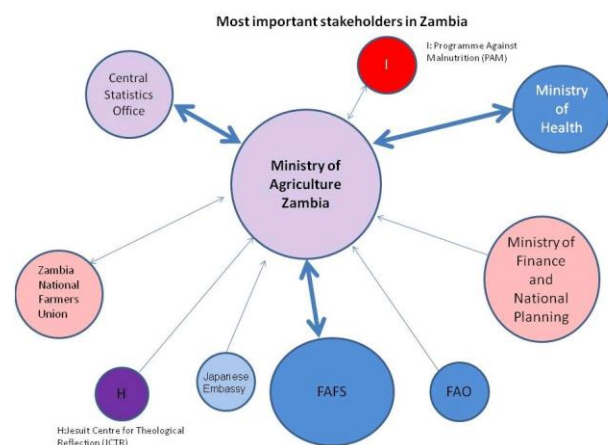 Most important stakeholders in Zambia
I: Programme Against
Malnutrition (PAM)
I
Central
Statistics
Office
Ministry
of
Health
Ministry of
Agriculture
Zambia
Zambia
National
Farmers
Union
Ministry of
Finance
and
National
Planning
H
Japanese
Embassy
FAFS
FAO
H:Jesuit Centre for Theological
Reflection (JCTR)